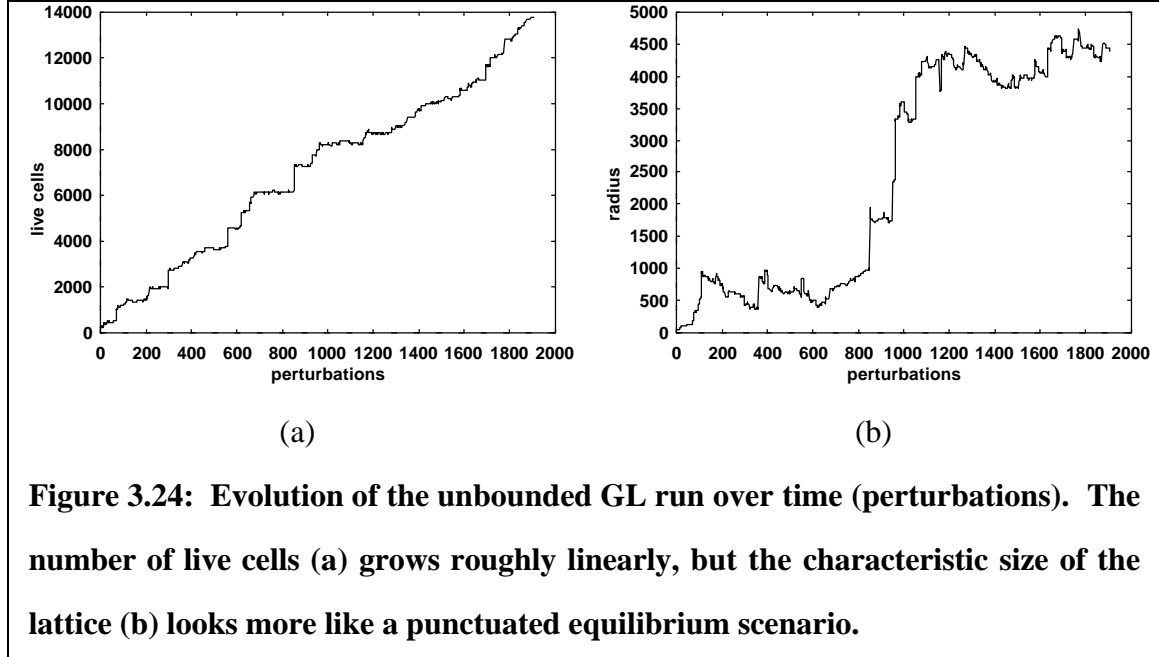 14000
12000
10000
8000
6000
4000
2000
0
live cells
0 200 400 600 800 1000 1200 1400 1600 1800 2000
perturbations
(a)
5000
4500
4000
3500
3000
2500
2000
1500
1000
500
0
radius
0 200 400 600 800 1000 1200 1400 1600 1800 2000
perturbations
(b)
Figure 3.24: Evolution of the unbounded GL run over time (perturbations). The
number of live cells (a) grows roughly linearly, but the characteristic size of the
lattice (b) looks more like a punctuated equilibrium scenario.